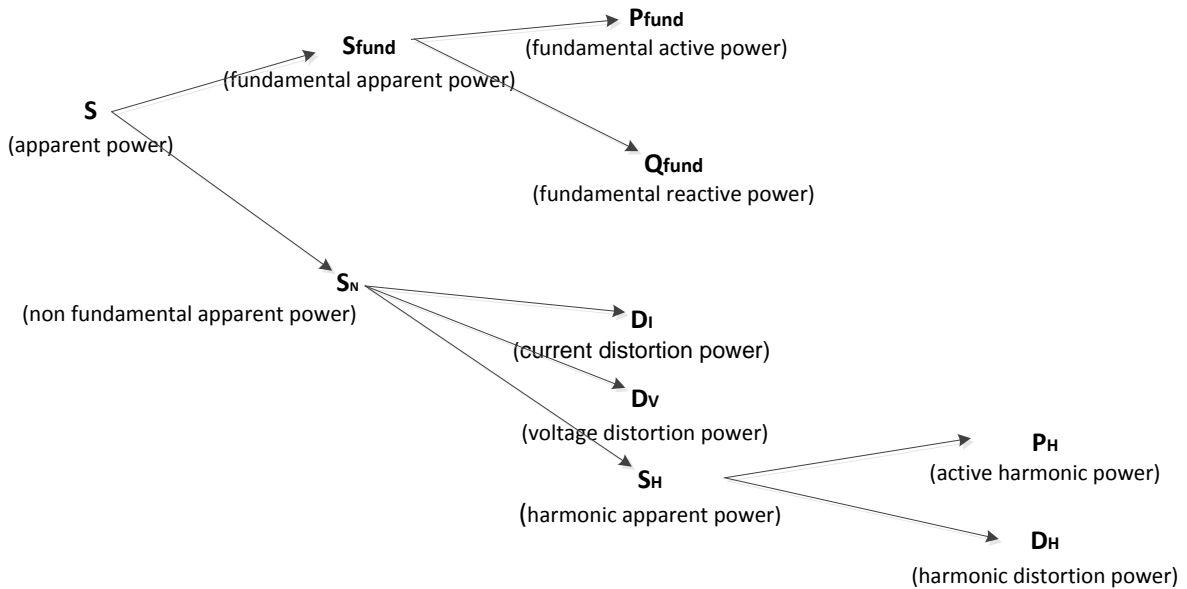 Pfund
(fundamental active power)
Sfund
(fundamental apparent power)
S
(apparent power)
Qfund
(fundamental reactive power)
SN
(non fundamental apparent power)
DI
(current distortion power)
DV
(voltage distortion power)
SH
(harmonic apparent power)
PH
(active harmonic power)
DH
(harmonic distortion power)